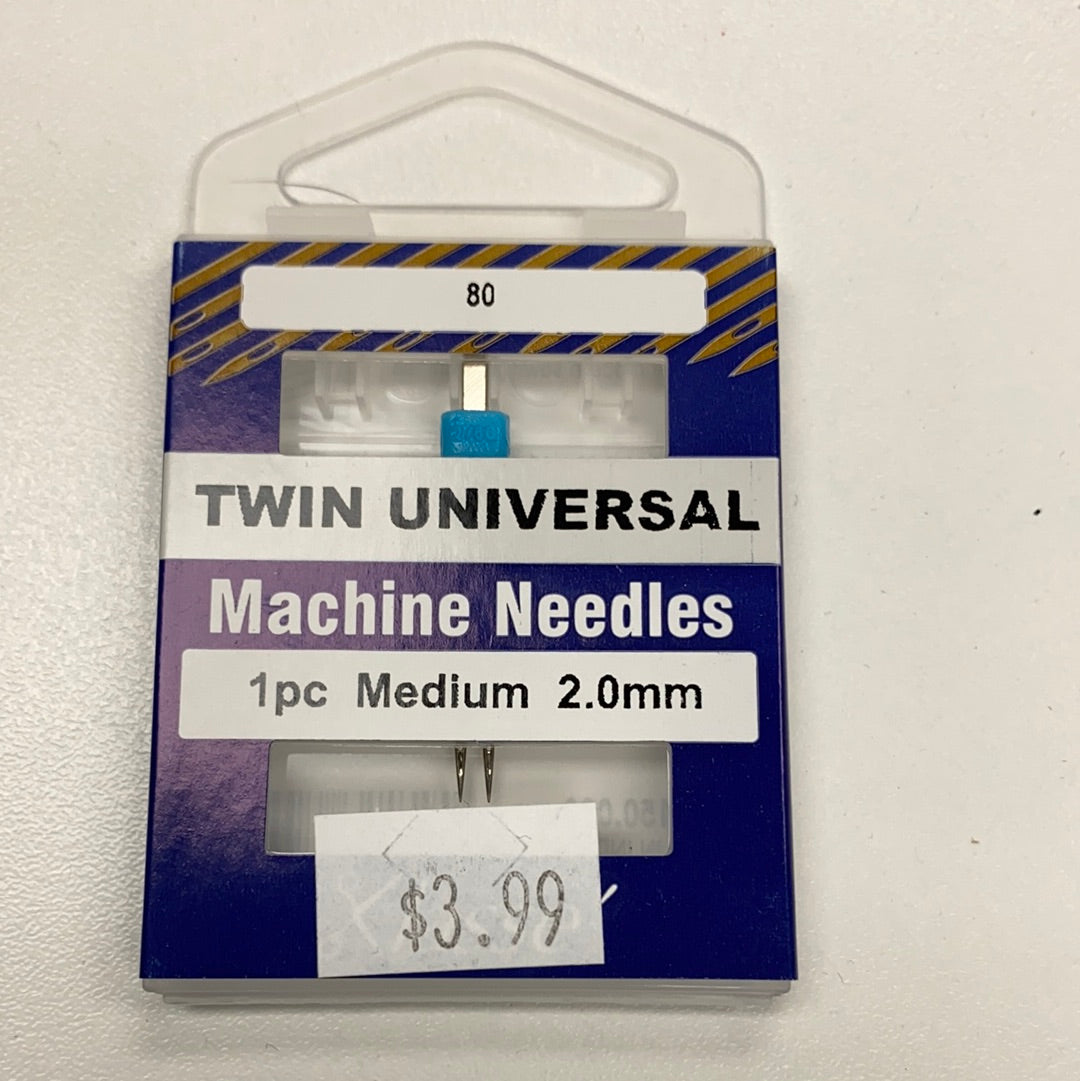 80
TWIN UNIVERSAL
Machine Needles
1pc Medium 2.0mm
$3.99